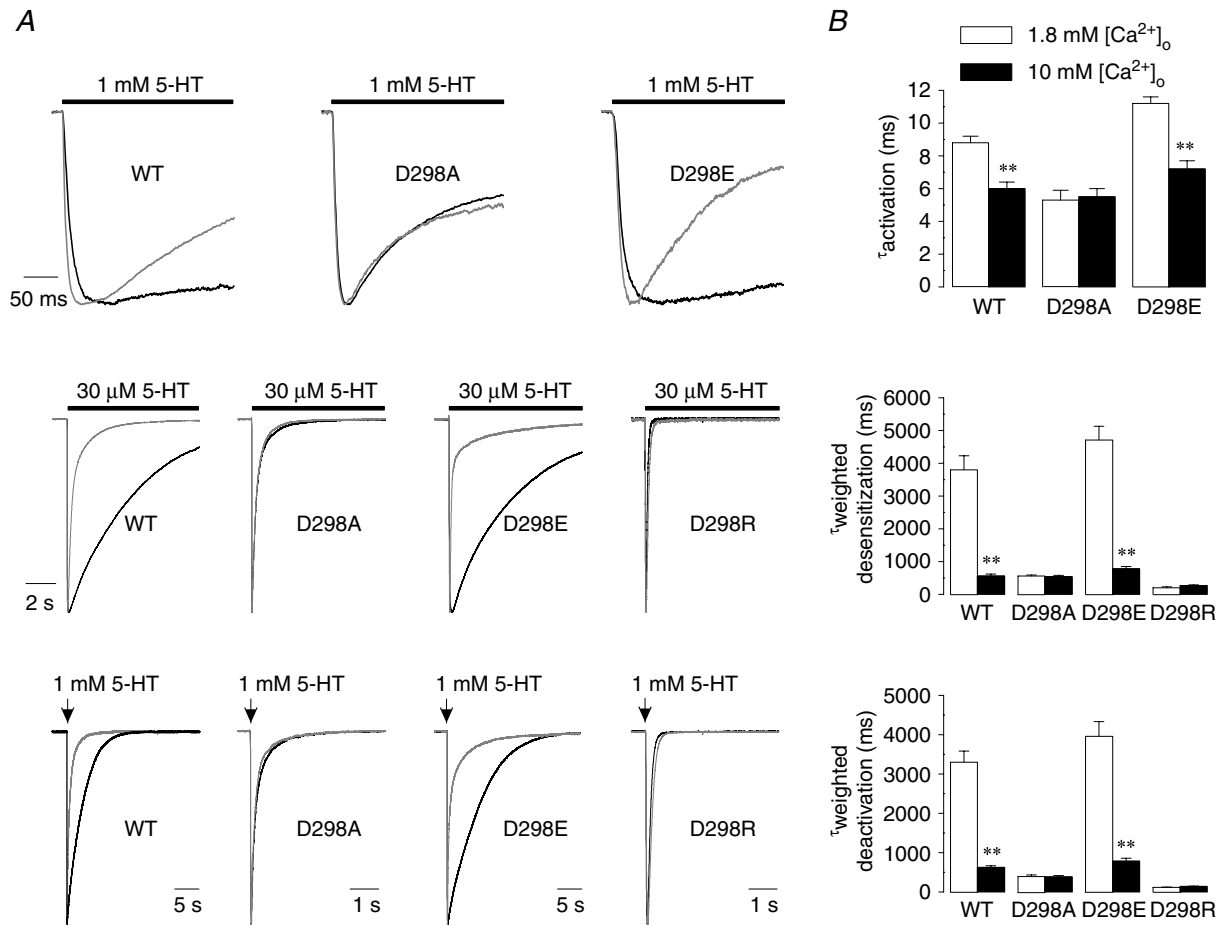 A
1 mM 5-HT
1 mM 5-HT
1 mM 5-HT
WT
D298A
D298E
50 ms
30 µM 5-HT
30 µM 5-HT
30 µM 5-HT
30 µM 5-HT
WT
D298A
D298E
D298R
2 s
1 mM 5-HT
1 mM 5-HT
1 mM 5-HT
1 mM 5-HT
WT
D298A
D298E
D298R
5 s
1 s
5 s
1 s
B
1.8 mM [Ca2+]o
10 mM [Ca2+]o
τactivation (ms)
12
10
8
6
4
2
0
**
**
WT
D298A
D298E
τweighted
desensitization (ms)
6000
5000
4000
3000
2000
1000
0
**
**
WT
D298A
D298E
D298R
τweighted
deactivation (ms)
5000
4000
3000
2000
1000
0
**
**
WT
D298A
D298E
D298R